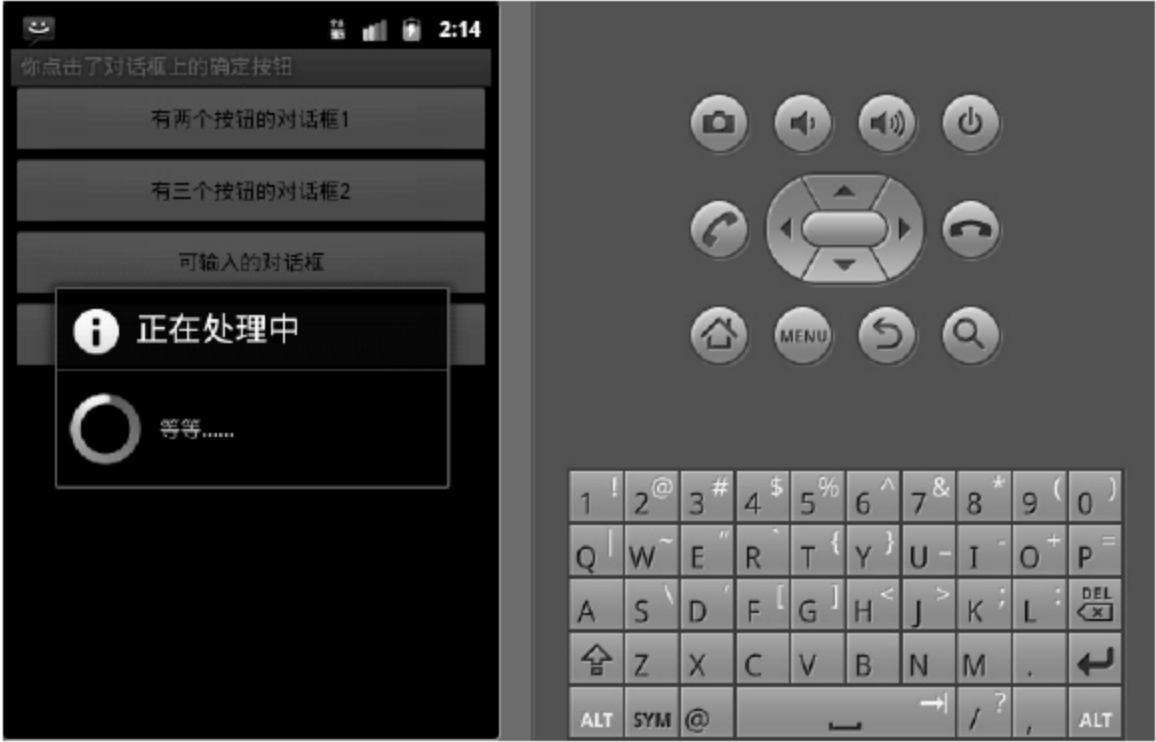 2:14
你点击了对话框上的确定按钮
有两个按钮的对话框1
有三个按钮的对话框2
可输入的对话框
正在处理中
等等......
MENU
1 ! 2 @ 3 # 4 $ 5 % 6 ^ 7 & 8 * 9 ( 0 )
Q | W ~ E " R ` T { Y } U _ I - O + P =
A S \ D ' F [ G ] H < J > K ; L : DEL
Z X C V B N M .
ALT SYM @ / ? , ALT